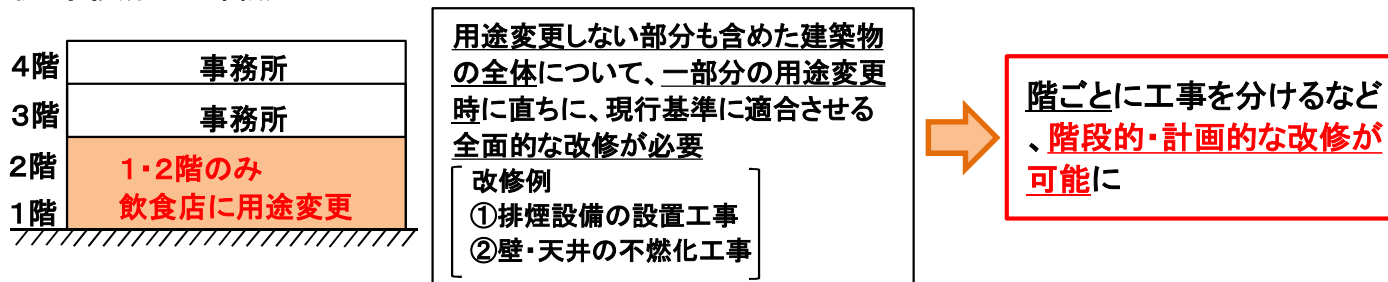 4階
事務所
3階
事務所
2階
1・2階のみ
飲食店に用途変更
1階
用途変更しない部分も含めた建築物
の全体について、一部分の用途変更
時に直ちに、現行基準に適合させる
全面的な改修が必要
改修例
①排煙設備の設置工事
②壁・天井の不燃化工事
階ごとに工事を分けるなど
、階段的・計画的な改修が
可能に